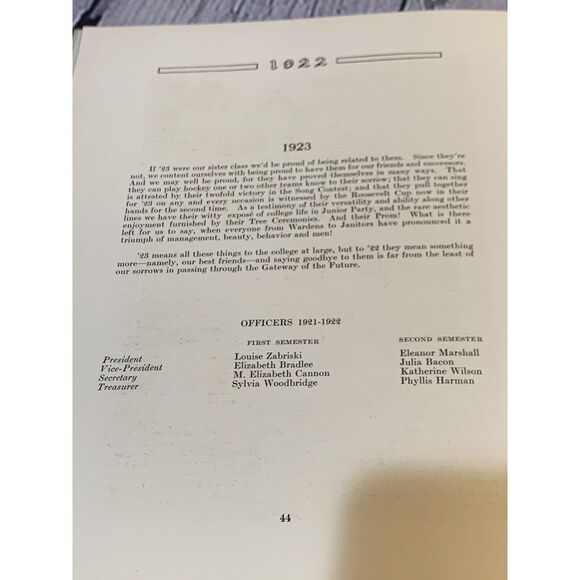 1922
1923
If '23 were our sister class we'd be proud of being related to them. Since they're
not, we content ourselves with being proud to have them for our friends and successors.
And we may well be proud, for they have proved themselves in many ways. That
they can play hockey one or two other teams know to their sorrow; that they can sing
is attested by their twofold victory in the Song Contest; and that they pull together
for '23 on any and every occasion is witnessed by the Roosevelt Cup now in their
hands for the second time. As a testimony of their versatility and ability along other
lines we have their witty exposé of college life in Junior Party, and the rare aesthetic
enjoyment furnished by their Tree Ceremonies. And their Prom! What is there
left for us to say, when everyone from Wardens to Janitors have pronounced it a
triumph of management, beauty, behavior and men!
'23 means all these things to the college at large, but to '22 they mean something
more—namely, our best friends—and saying goodbye to them is far from the least of
our sorrows in passing through the Gateway of the Future.
OFFICERS 1921-1922
FIRST SEMESTER SECOND SEMESTER
President Louise Zabriski Eleanor Marshall
Vice-President Elizabeth Bradlee Julia Bacon
Secretary M. Elizabeth Cannon Katherine Wilson
Treasurer Sylvia Woodbridge Phyllis Harman
44